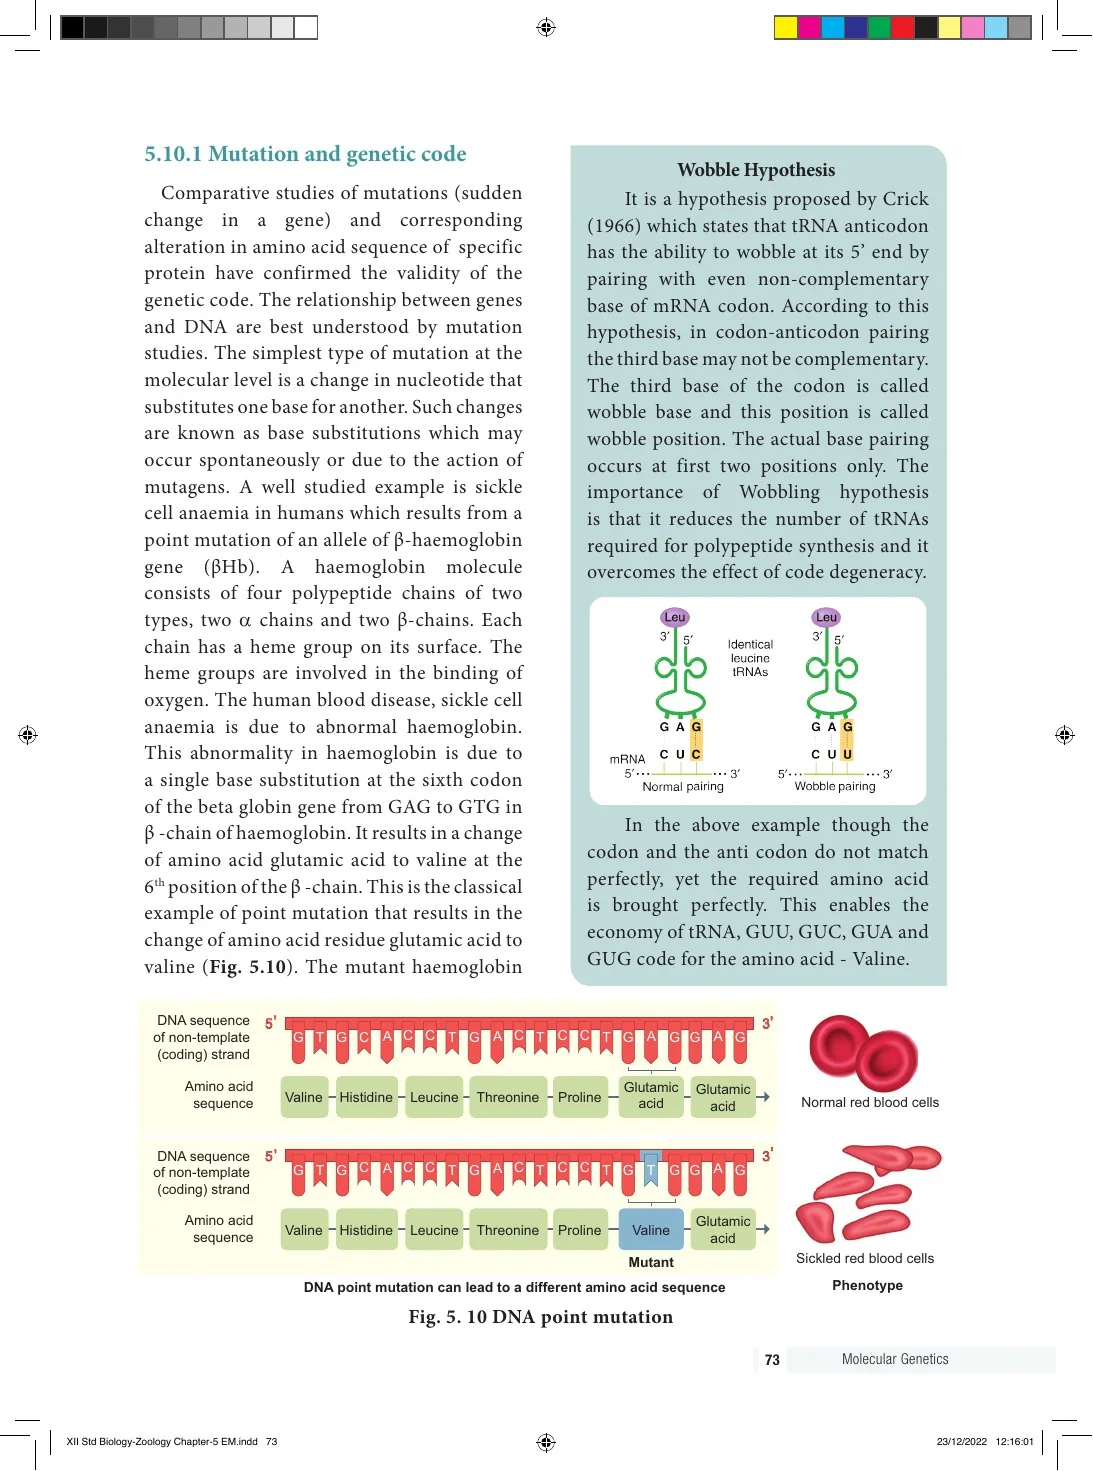 5.10.1 Mutation and genetic code
Comparative studies of mutations (sudden
change in a gene) and corresponding
alteration in amino acid sequence of specific
protein have confirmed the validity of the
genetic code. The relationship between genes
and DNA are best understood by mutation
studies. The simplest type of mutation at the
molecular level is a change in nucleotide that
substitutes one base for another. Such changes
are known as base substitutions which may
occur spontaneously or due to the action of
mutagens. A well studied example is sickle
cell anaemia in humans which results from a
point mutation of an allele of β-haemoglobin
gene (βHb). A haemoglobin molecule
consists of four polypeptide chains of two
types, two α chains and two β-chains. Each
chain has a heme group on its surface. The
heme groups are involved in the binding of
oxygen. The human blood disease, sickle cell
anaemia is due to abnormal haemoglobin.
This abnormality in haemoglobin is due to
a single base substitution at the sixth codon
of the beta globin gene from GAG to GTG in
β -chain of haemoglobin. It results in a change
of amino acid glutamic acid to valine at the
6th position of the β -chain. This is the classical
example of point mutation that results in the
change of amino acid residue glutamic acid to
valine (Fig. 5.10). The mutant haemoglobin
Wobble Hypothesis
It is a hypothesis proposed by Crick
(1966) which states that tRNA anticodon
has the ability to wobble at its 5’ end by
pairing with even non-complementary
base of mRNA codon. According to this
hypothesis, in codon-anticodon pairing
the third base may not be complementary.
The third base of the codon is called
wobble base and this position is called
wobble position. The actual base pairing
occurs at first two positions only. The
importance of Wobbling hypothesis
is that it reduces the number of tRNAs
required for polypeptide synthesis and it
overcomes the effect of code degeneracy.
Leu Leu
3′ 5′ Identical 3′ 5′
leucine
tRNAs
G A G G A G
mRNA C U C C U U
5′ 3′ 5′ 3′
Normal pairing Wobble pairing
In the above example though the
codon and the anti codon do not match
perfectly, yet the required amino acid
is brought perfectly. This enables the
economy of tRNA, GUU, GUC, GUA and
GUG code for the amino acid - Valine.
DNA sequence
of non-template
(coding) strand
5' G T G C A C C T G A C T C C T G A G G A G 3'
Amino acid
sequence
Valine Histidine Leucine Threonine Proline Glutamic acid Glutamic acid
Normal red blood cells
DNA sequence
of non-template
(coding) strand
5' G T G C A C C T G A C T C C T G T G G A G 3'
Amino acid
sequence
Valine Histidine Leucine Threonine Proline Valine Glutamic acid
Mutant
Sickled red blood cells
DNA point mutation can lead to a different amino acid sequence
Phenotype
Fig. 5. 10 DNA point mutation
73 Molecular Genetics
XII Std Biology-Zoology Chapter-5 EM.indd 73 23/12/2022 12:16:01